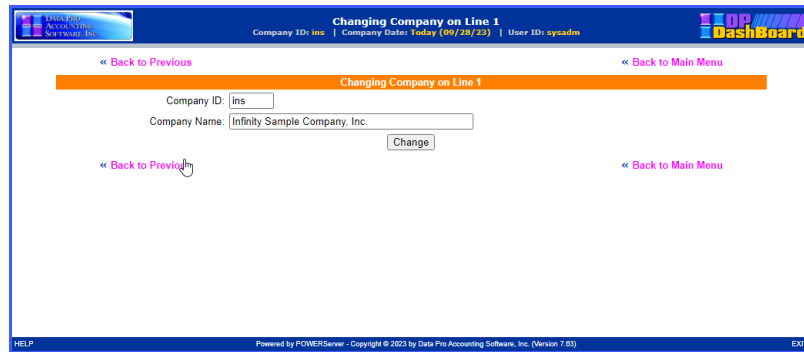 DATA PRO
ACCOUNTING
SOFTWARE, INC.
Changing Company on Line 1
Company ID: ins | Company Date: Today (09/28/23) | User ID: sysadm
DP
DashBoard
« Back to Previous
« Back to Main Menu
Changing Company on Line 1
Company ID: ins
Company Name: Infinity Sample Company, Inc.
Change
« Back to Previous
« Back to Main Menu
HELP
Powered by POWERServer - Copyright © 2023 by Data Pro Accounting Software, Inc. (Version 7.63)
EXIT